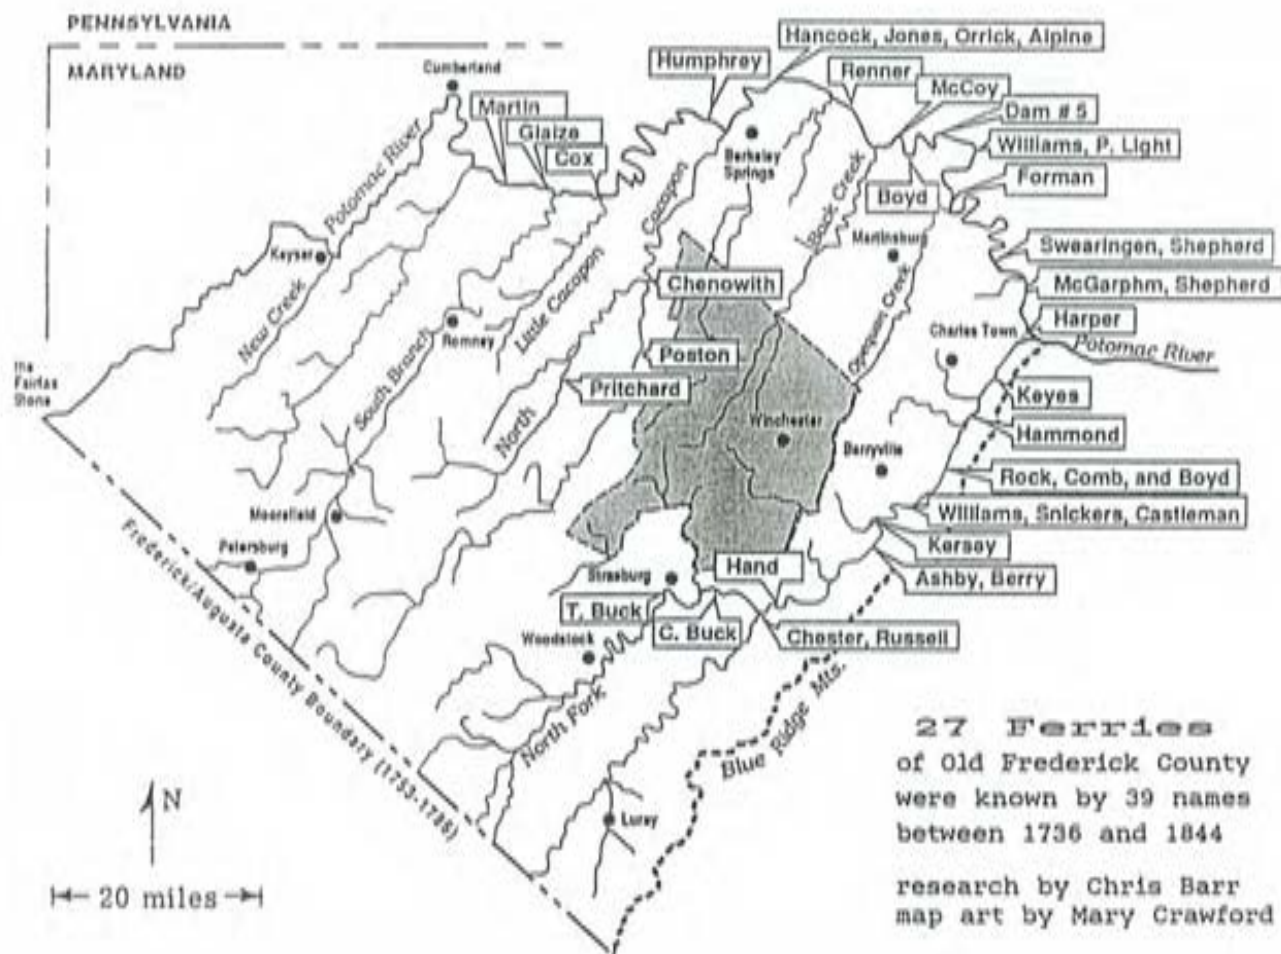 PENNSYLVANIA
MARYLAND
Cumberland
Hancock, Jones, Orrick, Alpine
Humphrey
Renner
McCoy
Dam # 5
Williams, P. Light
Forman
Martin
Glaize
Cox
Berkeley
Springs
Boyd
Potomac River
Cacapon
Back Creek
Martinsburg
Swearingen, Shepherd
McGarphm, Shepherd
Harper
Potomac River
Keyser
New Creek
Little Cacapon
Chenowith
Opequon Creek
Charles Town
Romney
South Branch
Poston
Pritchard
North
Keyes
Hammond
the
Fairfax
Stone
Winchester
Berryville
Rock, Comb, and Boyd
Williams, Snickers, Castleman
Kersey
Ashby, Berry
Moorefield
Petersburg
Strasburg
Hand
T. Buck
C. Buck
Chester, Russell
Woodstock
North Fork
Blue Ridge Mts.
Luray
Frederick/Augusta County Boundary (1753-1786)
N
20 miles
27 Ferries
of Old Frederick County
were known by 39 names
between 1736 and 1844
research by Chris Barr
map art by Mary Crawford